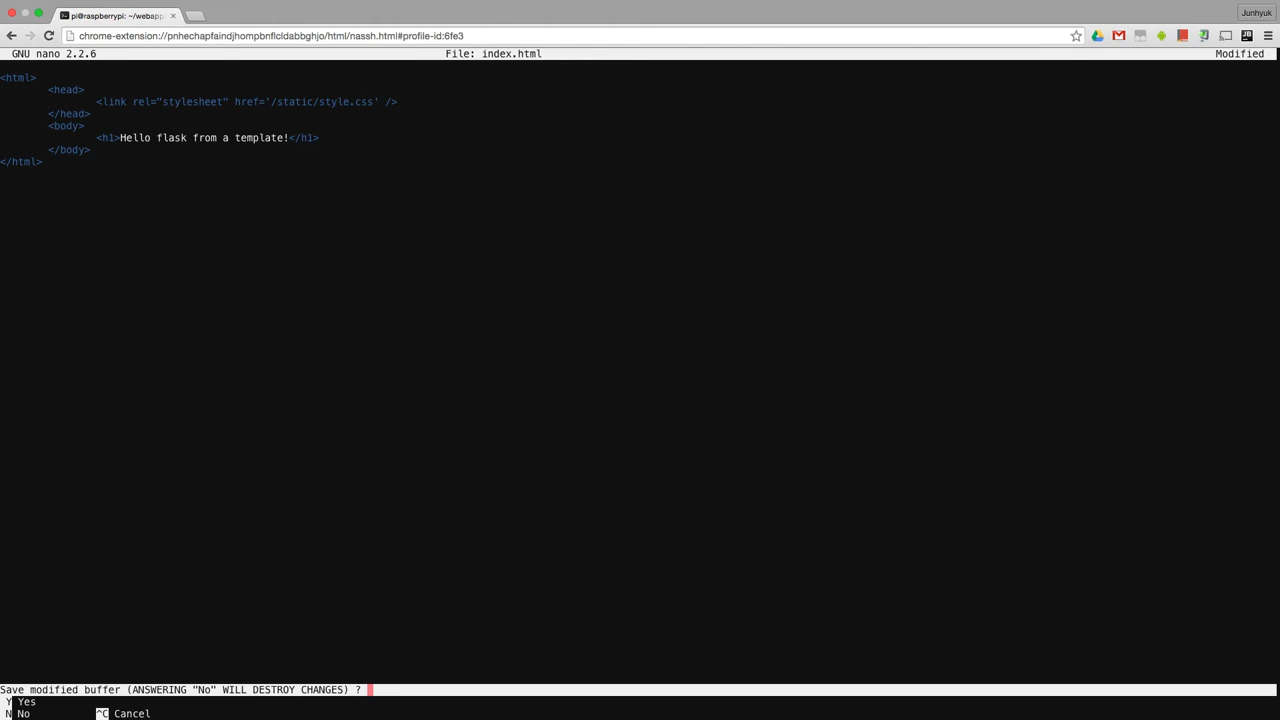 pi@raspberrypi: ~/webapp
Junhyuk
chrome-extension://pnhechapfaindjhompbnflcldabbghjo/html/nassh.html#profile-id:6fe3
GNU nano 2.2.6 File: index.html Modified
<html>
<head>
<link rel="stylesheet" href='/static/style.css' />
</head>
<body>
<h1>Hello flask from a template!</h1>
</body>
</html>
Save modified buffer (ANSWERING "No" WILL DESTROY CHANGES) ?
Y Yes
N No ^C Cancel